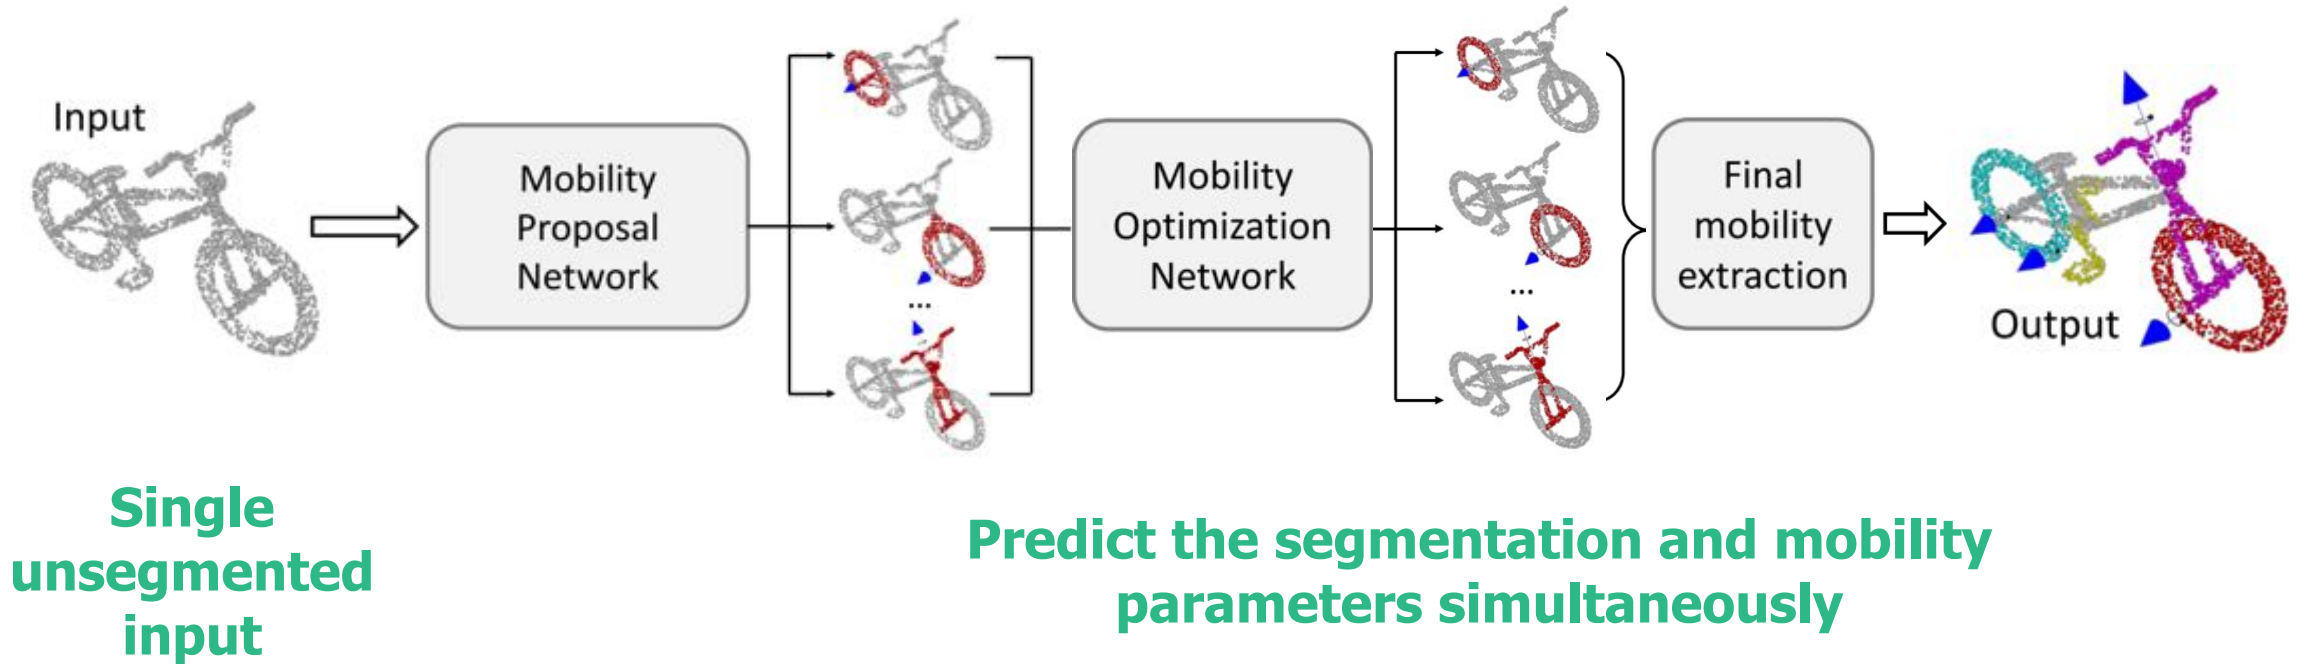 Input
Mobility
Proposal
Network
...
Mobility
Optimization
Network
...
Final
mobility
extraction
Output
Single
unsegmented
input
Predict the segmentation and mobility
parameters simultaneously